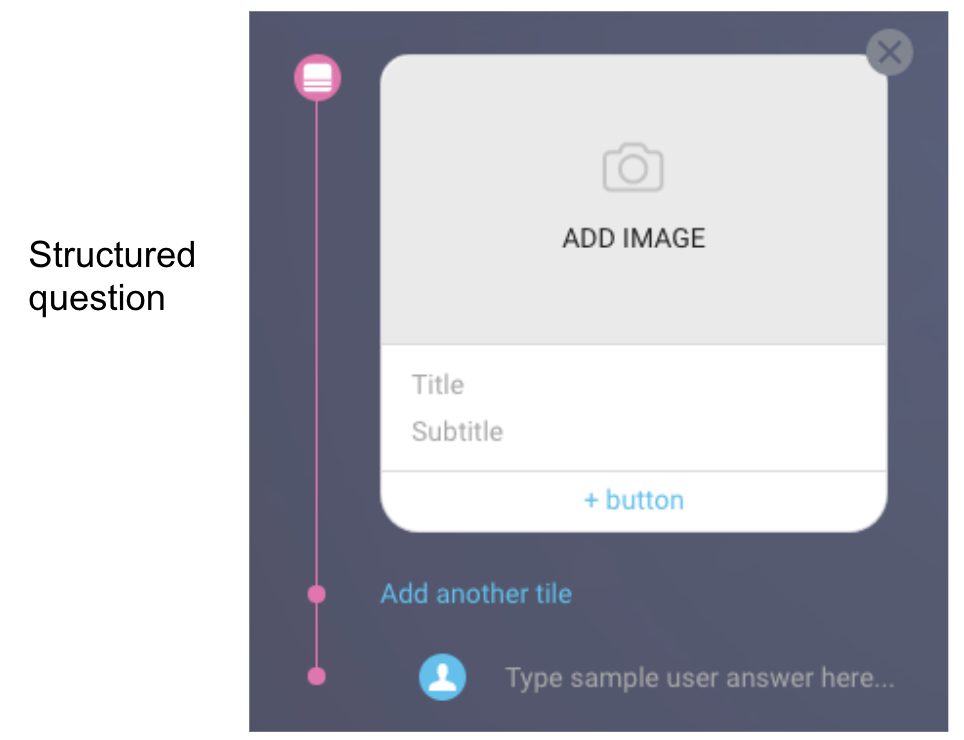 Structured
question
ADD IMAGE
Title
Subtitle
+ button
Add another tile
Type sample user answer here...